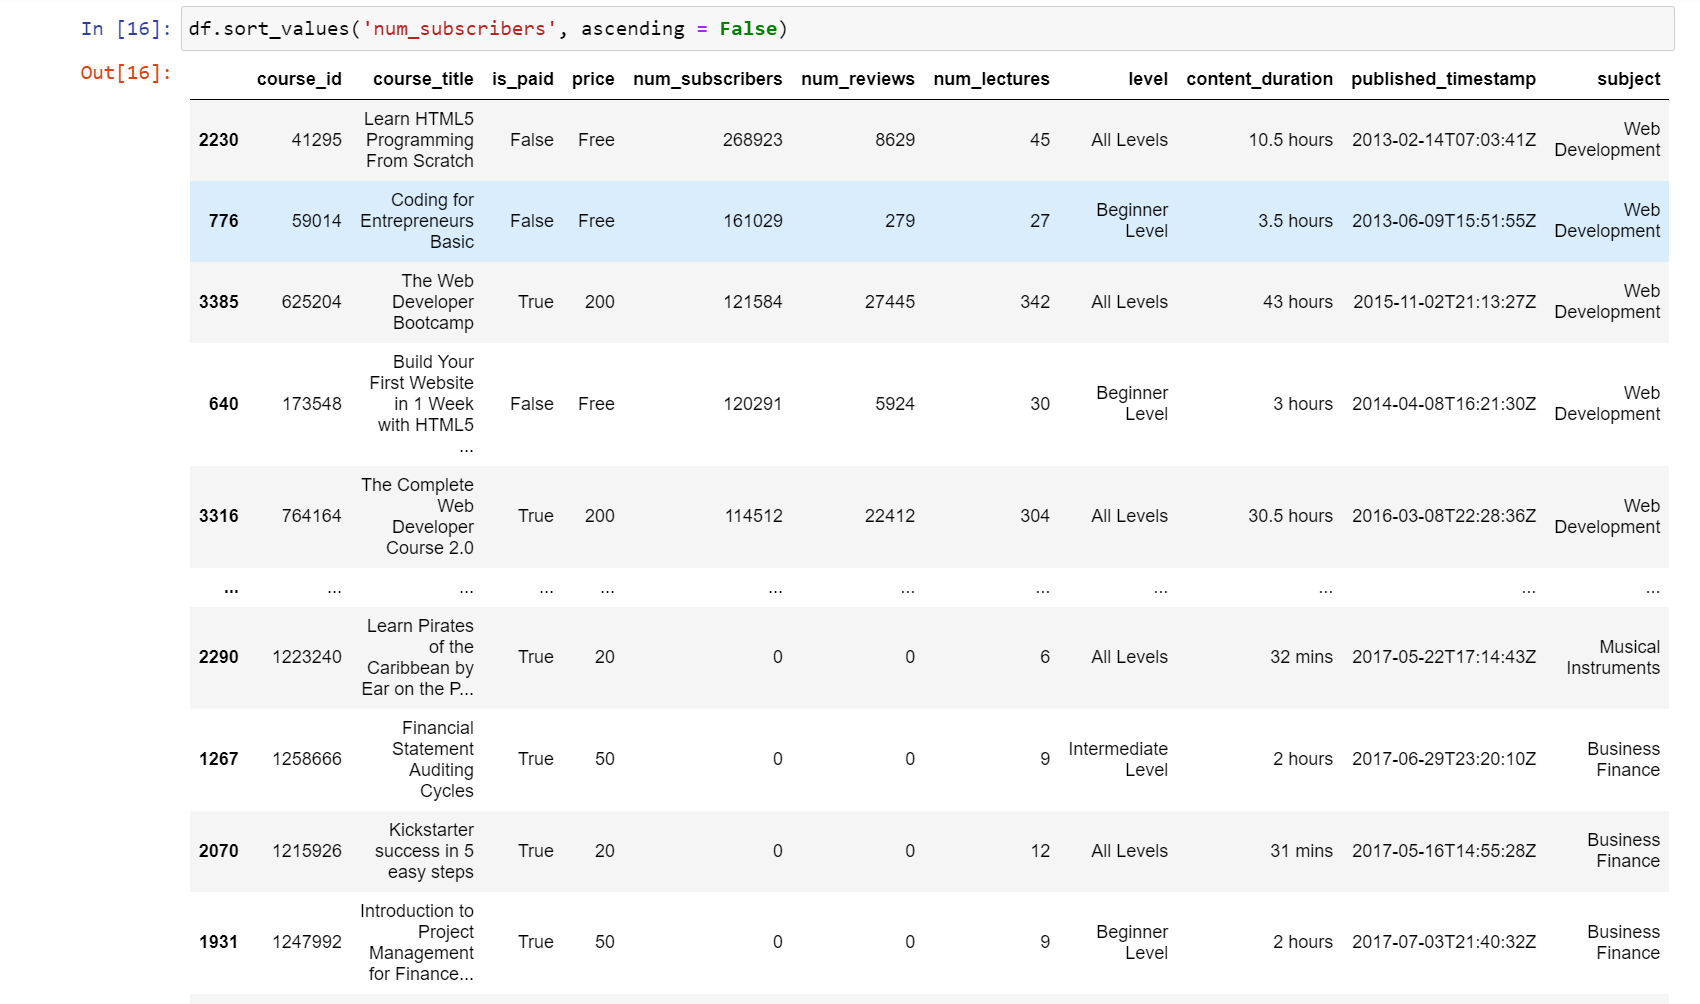 In [16]: df.sort_values('num_subscribers', ascending = False)
Out[16]:
course_id course_title is_paid price num_subscribers num_reviews num_lectures level content_duration published_timestamp subject
2230 41295 Learn HTML5 Programming From Scratch False Free 268923 8629 45 All Levels 10.5 hours 2013-02-14T07:03:41Z Web Development
776 59014 Coding for Entrepreneurs Basic False Free 161029 279 27 Beginner Level 3.5 hours 2013-06-09T15:51:55Z Web Development
3385 625204 The Web Developer Bootcamp True 200 121584 27445 342 All Levels 43 hours 2015-11-02T21:13:27Z Web Development
640 173548 Build Your First Website in 1 Week with HTML5 ... False Free 120291 5924 30 Beginner Level 3 hours 2014-04-08T16:21:30Z Web Development
3316 764164 The Complete Web Developer Course 2.0 True 200 114512 22412 304 All Levels 30.5 hours 2016-03-08T22:28:36Z Web Development
... ... ... ... ... ... ... ... ... ... ... ...
2290 1223240 Learn Pirates of the Caribbean by Ear on the P... True 20 0 0 6 All Levels 32 mins 2017-05-22T17:14:43Z Musical Instruments
1267 1258666 Financial Statement Auditing Cycles True 50 0 0 9 Intermediate Level 2 hours 2017-06-29T23:20:10Z Business Finance
2070 1215926 Kickstarter success in 5 easy steps True 20 0 0 12 All Levels 31 mins 2017-05-16T14:55:28Z Business Finance
1931 1247992 Introduction to Project Management for Finance... True 50 0 0 9 Beginner Level 2 hours 2017-07-03T21:40:32Z Business Finance